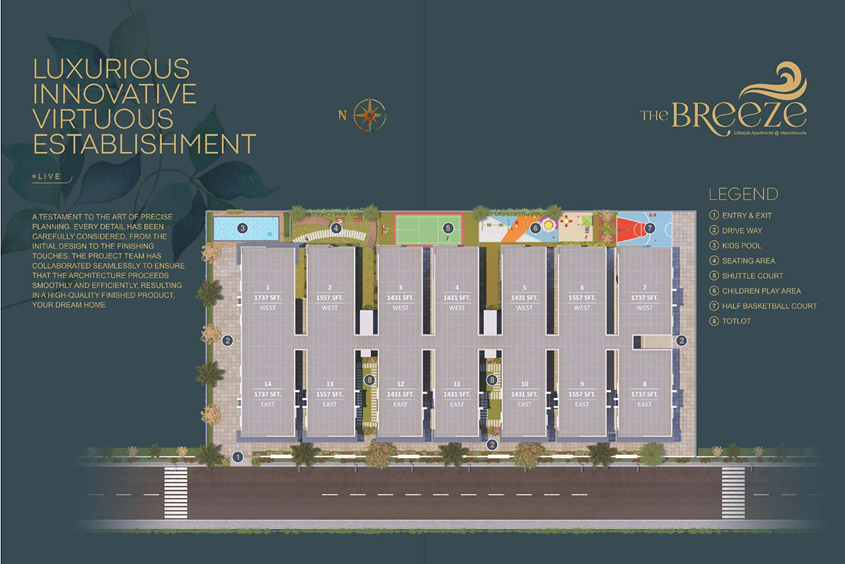 LUXURIOUS
INNOVATIVE
VIRTUOUS
ESTABLISHMENT
LIVE
A TESTAMENT TO THE ART OF PRECISE
PLANNING. EVERY DETAIL HAS BEEN
CAREFULLY CONSIDERED, FROM THE
INITIAL DESIGN TO THE FINISHING
TOUCHES. THE PROJECT TEAM HAS
COLLABORATED SEAMLESSLY TO ENSURE
THAT THE ARCHITECTURE PROCEEDS
SMOOTHLY AND EFFICIENTLY, RESULTING
IN A HIGH-QUALITY FINISHED PRODUCT,
YOUR DREAM HOME.
N
THE BREEZE
Lifestyle Apartments @
LEGEND
1 ENTRY & EXIT
2 DRIVE WAY
3 KIDS POOL
4 SEATING AREA
5 SHUTTLE COURT
6 CHILDREN PLAY AREA
7 HALF BASKETBALL COURT
8 TOTLOT
3 4 5 6 7
1 2 3 4 5 6 7
1737 SFT. 1557 SFT. 1431 SFT. 1431 SFT. 1431 SFT. 1557 SFT. 1737 SFT.
WEST WEST WEST WEST WEST WEST WEST
2 2
8 8
14 13 12 11 10 9 8
1737 SFT. 1557 SFT. 1431 SFT. 1431 SFT. 1431 SFT. 1557 SFT. 1737 SFT.
EAST EAST EAST EAST EAST EAST EAST
2
1